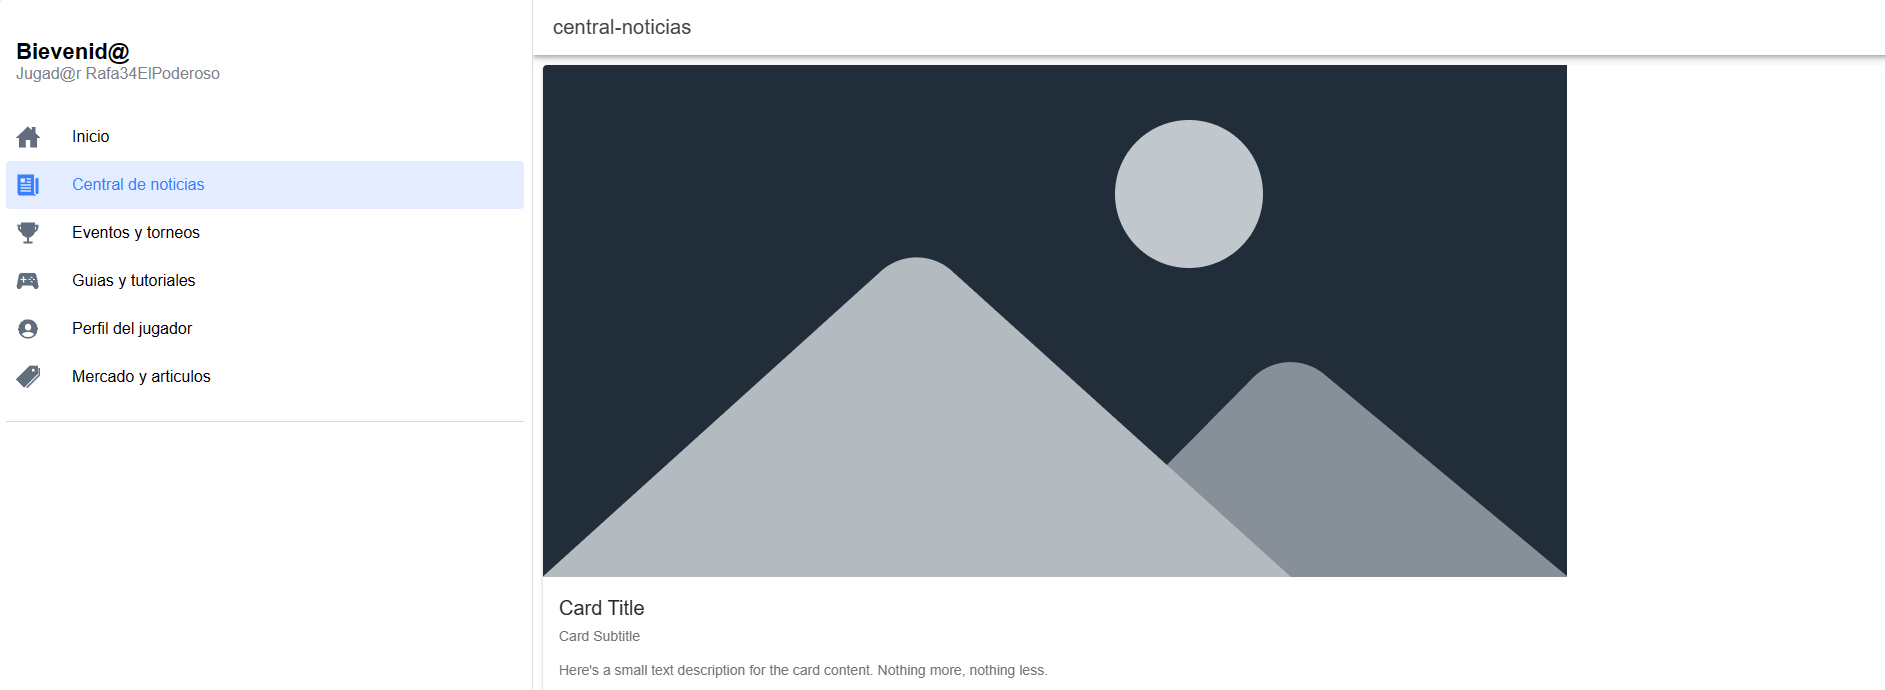 Bievenid@
Jugad@r Rafa34ElPoderoso
Inicio
Central de noticias
Eventos y torneos
Guias y tutoriales
Perfil del jugador
Mercado y articulos
central-noticias
Card Title
Card Subtitle
Here's a small text description for the card content. Nothing more, nothing less.